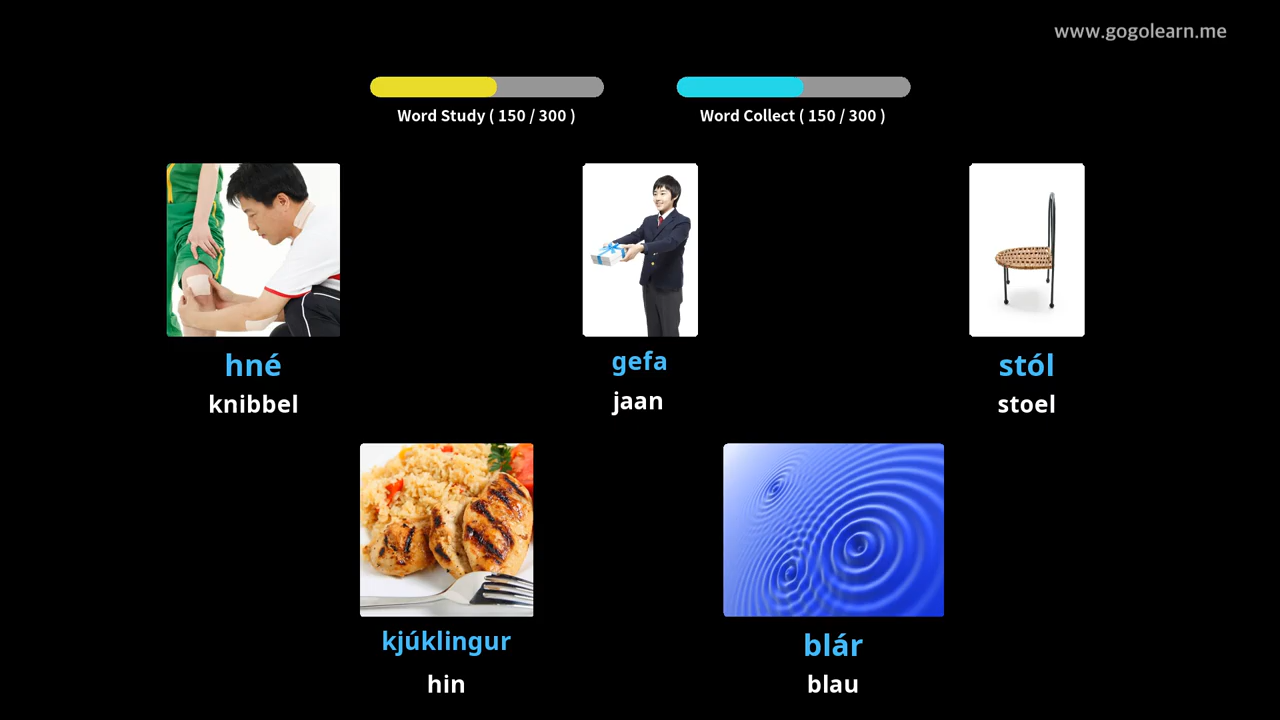 www.gogolearn.me
Word Study ( 150 / 300 )
Word Collect ( 150 / 300 )
hné
knibbel
gefa
jaan
stól
stoel
kjúklingur
hin
blár
blau